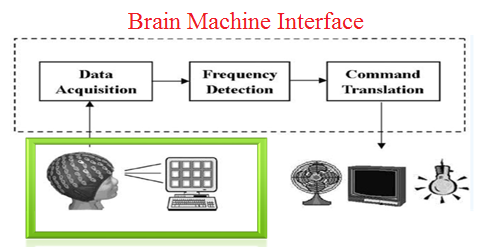 Brain Machine Interface
Data
Acquisition
Frequency
Detection
Command
Translation